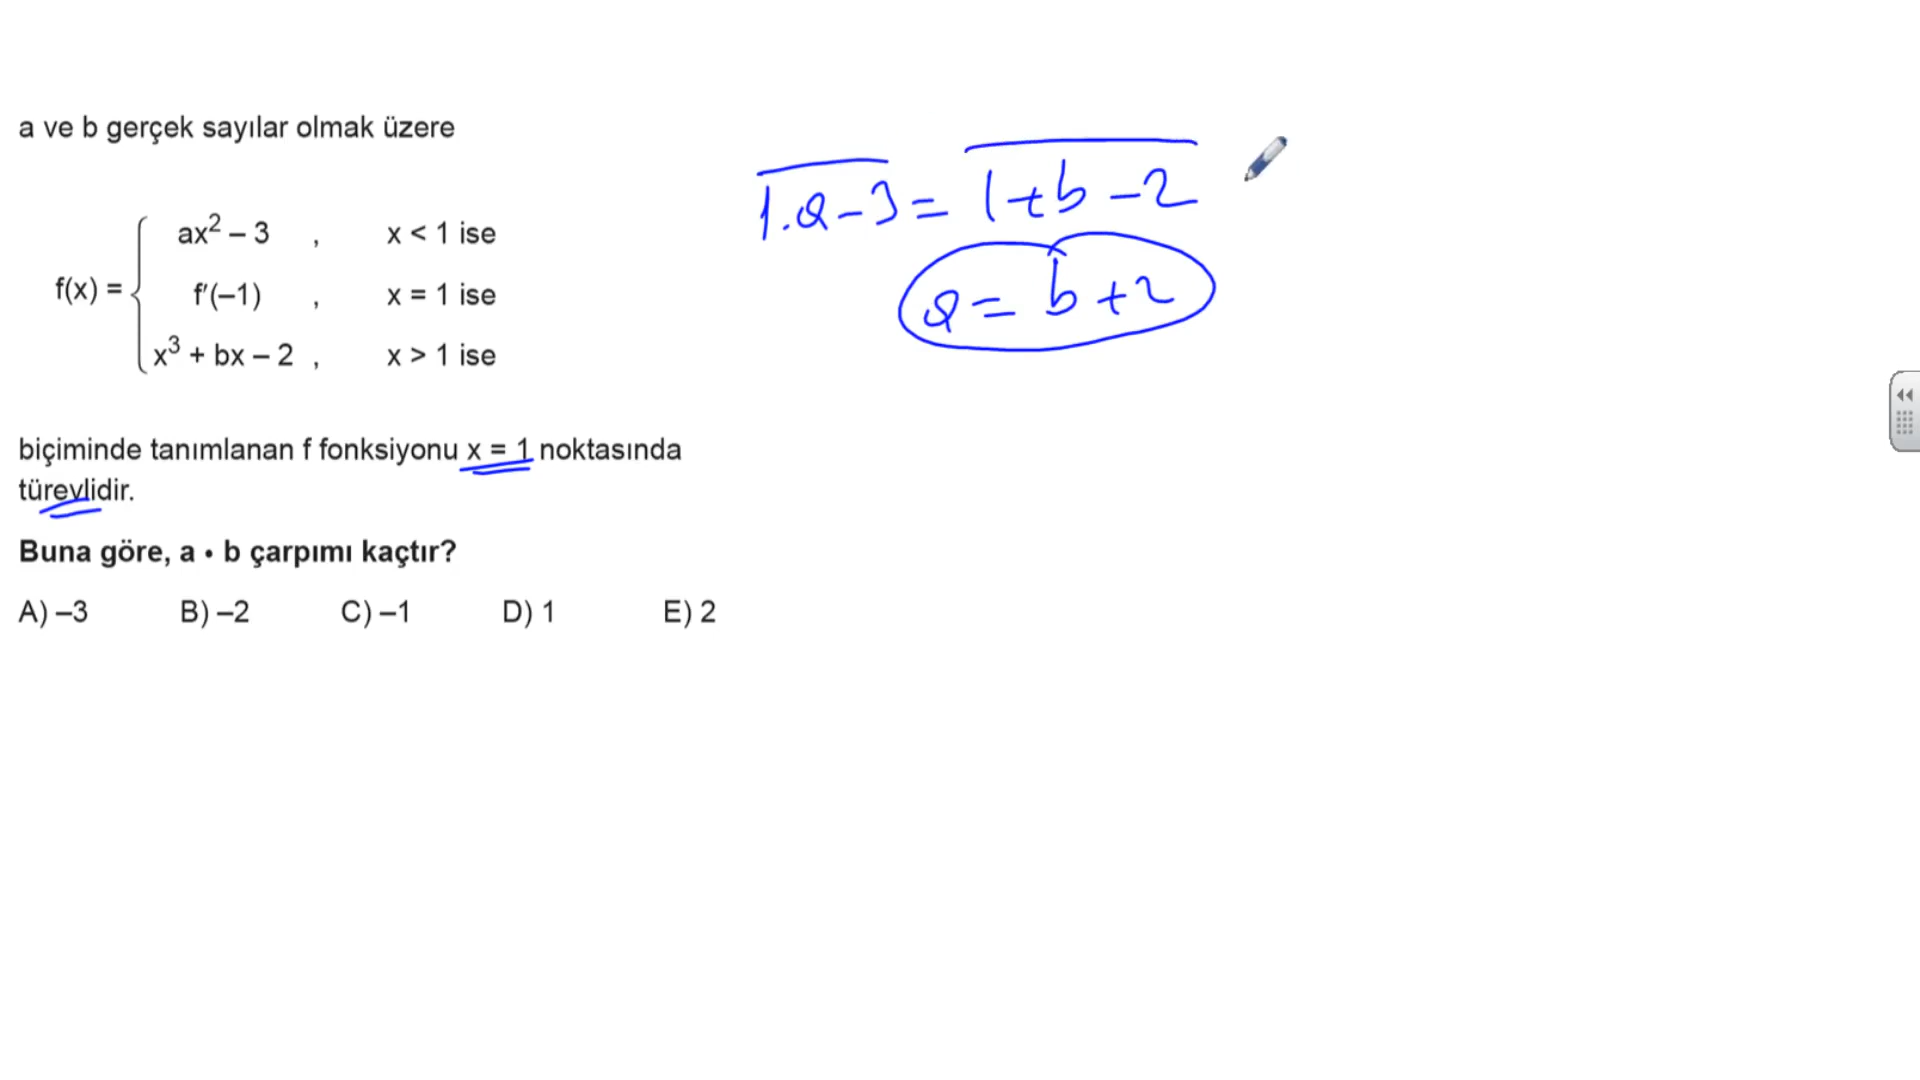 a ve b gerçek sayılar olmak üzere
f(x) =
ax² – 3 , x < 1 ise
f'(–1) , x = 1 ise
x³ + bx – 2 , x > 1 ise
biçiminde tanımlanan f fonksiyonu x = 1 noktasında
türevlidir.
Buna göre, a • b çarpımı kaçtır?
A) –3 B) –2 C) –1 D) 1 E) 2
1.a-3 = 1+b-2
a = b+2